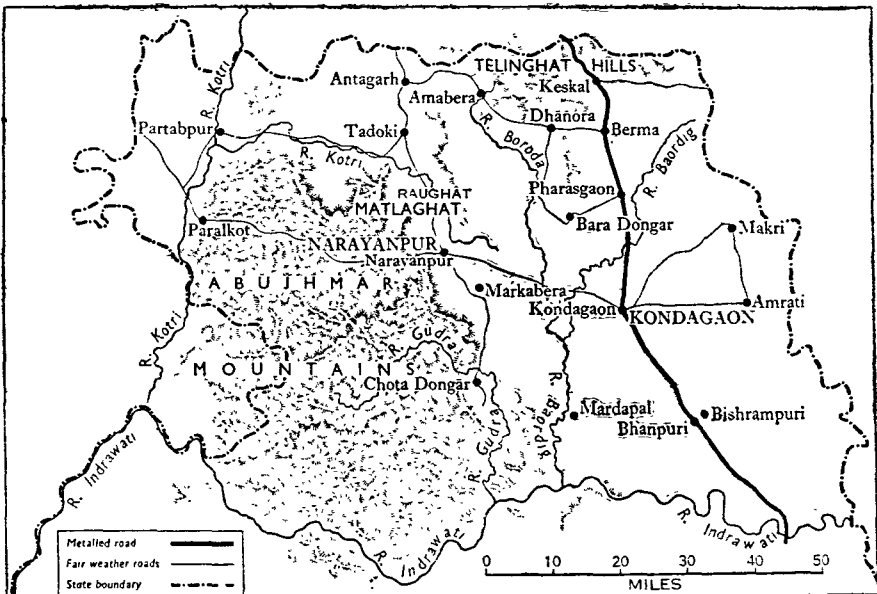 TELINGHAT HILLS
R. Kotri
Antagarh
Keskal
Amabera
Partabpur
Tadoki
Dhanora
Berma
R. Kotri
R. Boroda
R. Baordig
RAUGHAT
MATLAGHAT
Pharasgaon
Paralkot
Bara Dongar
Makri
NARAYANPUR
Narayanpur
ABUJHMAR
Markabera
Amrati
Kondagaon
KONDAGAON
R. Kotri
R. Gudra
MOUNTAINS
Chota Dongar
R. Baordig
Mardapal
Bishrampuri
Bhanpuri
R. Gudra
R. Indrawati
R. Indrawati
R. Indrawati
Metalled road
Fair weather roads
State boundary
0 10 20 30 40 50
MILES